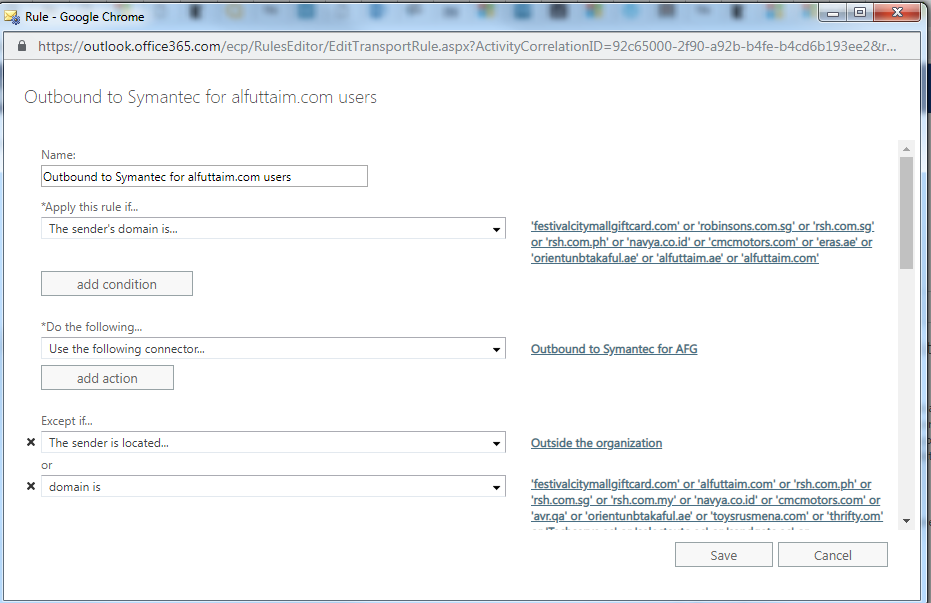 Rule - Google Chrome
https://outlook.office365.com/ecp/RulesEditor/EditTransportRule.aspx?ActivityCorrelationID=92c65000-2f90-a92b-b4fe-b4cd6b193ee2&r...
Outbound to Symantec for alfuttaim.com users
Name:
Outbound to Symantec for alfuttaim.com users
*Apply this rule if...
The sender's domain is...
'festivalcitymallgiftcard.com' or 'robinsons.com.sg' or 'rsh.com.sg'
or 'rsh.com.ph' or 'navya.co.id' or 'cmcmotors.com' or 'eras.ae' or
'orientunbtakaful.ae' or 'alfuttaim.ae' or 'alfuttaim.com'
add condition
*Do the following...
Use the following connector...
Outbound to Symantec for AFG
add action
Except if...
The sender is located...
Outside the organization
or
domain is
'festivalcitymallgiftcard.com' or 'alfuttaim.com' or 'rsh.com.ph' or
'rsh.com.sg' or 'rsh.com.my' or 'navya.co.id' or 'cmcmotors.com' or
'avr.qa' or 'orientunbtakaful.ae' or 'toysrusmena.com' or 'thrifty.om'
Save
Cancel